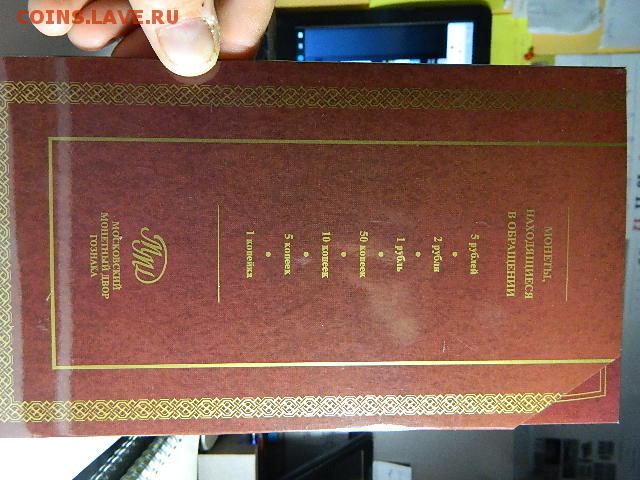 COINS.LAVE.RU
МОНЕТЫ,
НАХОДЯЩИЕСЯ
В ОБРАЩЕНИИ
5 рублей
2 рубля
1 рубль
50 копеек
10 копеек
5 копеек
1 копейка
МОСКОВСКИЙ
МОНЕТНЫЙ ДВОР
ГОЗНАКА